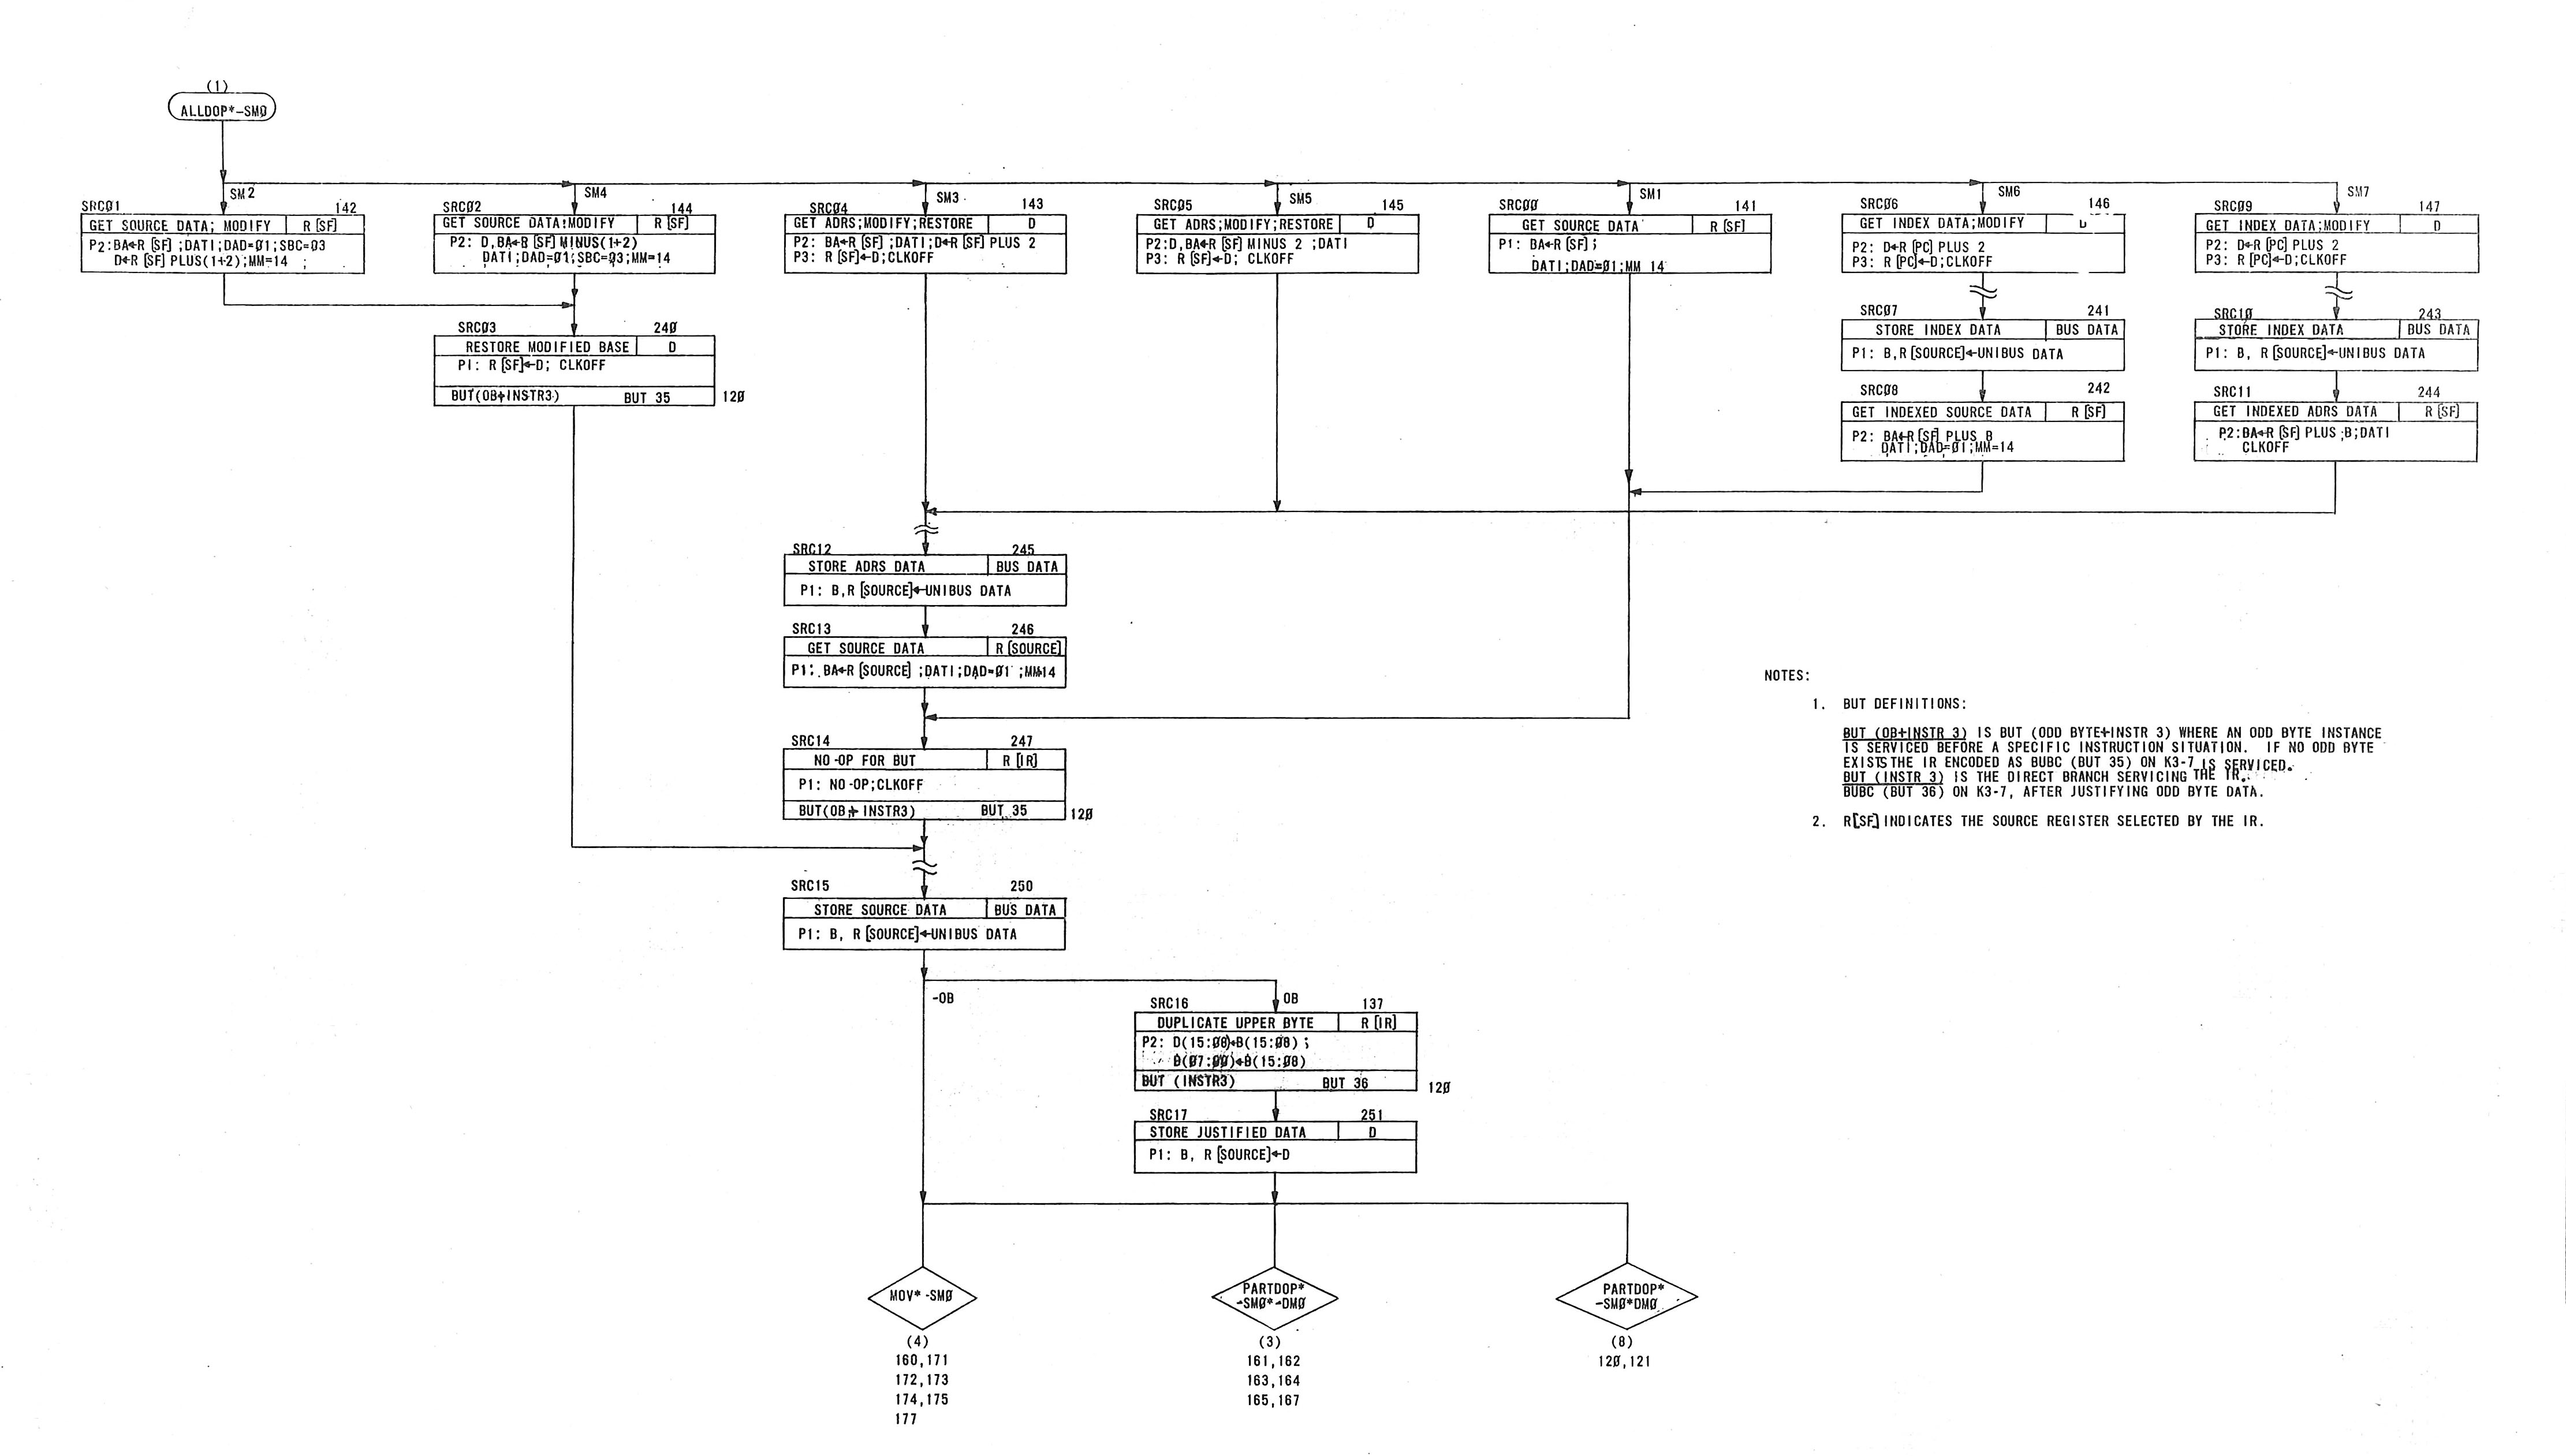 (1)
ALLDOP*-SMØ
SM2
SRCØ1 142
GET SOURCE DATA; MODIFY R [SF]
P2:BA←R [SF] ;DATI;DAD=Ø1;SBC=Ø3
D←R [SF] PLUS(1+2);MM=14 ;
SM4
SRCØ2 144
GET SOURCE DATA;MODIFY R [SF]
P2: D,BA←R [SF] MINUS(1+2)
DATI;DAD=Ø1;SBC=Ø3;MM=14
SM3
SRCØ4 143
GET ADRS;MODIFY;RESTORE D
P2: BA←R [SF] ;DATI;D←R [SF] PLUS 2
P3: R [SF]←D;CLKOFF
SM5
SRCØ5 145
GET ADRS;MODIFY;RESTORE D
P2:D,BA←R [SF] MINUS 2 ;DATI
P3: R [SF]←D; CLKOFF
SM1
SRCØØ 141
GET SOURCE DATA R [SF]
P1: BA←R [SF] ;
DATI;DAD=Ø1;MM 14
SM6
SRCØ6 146
GET INDEX DATA;MODIFY D
P2: D←R [PC] PLUS 2
P3: R [PC]←D;CLKOFF
SM7
SRCØ9 147
GET INDEX DATA;MODIFY D
P2: D←R [PC] PLUS 2
P3: R [PC]←D;CLKOFF
SRCØ3 24Ø
RESTORE MODIFIED BASE D
P1: R [SF]←D; CLKOFF
BUT(OB+INSTR3) BUT 35 12Ø
SRCØ7 241
STORE INDEX DATA BUS DATA
P1: B,R [SOURCE]←UNIBUS DATA
SRC1Ø 243
STORE INDEX DATA BUS DATA
P1: B, R [SOURCE]←UNIBUS DATA
SRCØ8 242
GET INDEXED SOURCE DATA R [SF]
P2: BA←R [SF] PLUS B
DATI;DAD=Ø1;MM=14
SRC11 244
GET INDEXED ADRS DATA R [SF]
P2:BA←R [SF] PLUS ;B;DATI
CLKOFF
SRC12 245
STORE ADRS DATA BUS DATA
P1: B,R [SOURCE]←UNIBUS DATA
SRC13 246
GET SOURCE DATA R [SOURCE]
P1: BA←R [SOURCE] ;DATI;DAD=Ø1 ;MM14
SRC14 247
NO-OP FOR BUT R [IR]
P1: NO-OP;CLKOFF
BUT(OB+ INSTR3) BUT 35 12Ø
SRC15 250
STORE SOURCE DATA BUS DATA
P1: B, R [SOURCE]←UNIBUS DATA
-OB
OB
SRC16 137
DUPLICATE UPPER BYTE R [IR]
P2: D(15:Ø8)←B(15:Ø8) ;
D(Ø7:ØØ)←B(15:Ø8)
BUT (INSTR3) BUT 36 12Ø
SRC17 251
STORE JUSTIFIED DATA D
P1: B, R [SOURCE]←D
NOTES:
1. BUT DEFINITIONS:
BUT (OB+INSTR 3) IS BUT (ODD BYTE+INSTR 3) WHERE AN ODD BYTE INSTANCE
IS SERVICED BEFORE A SPECIFIC INSTRUCTION SITUATION. IF NO ODD BYTE
EXISTS THE IR ENCODED AS BUBC (BUT 35) ON K3-7 IS SERVICED.
BUT (INSTR 3) IS THE DIRECT BRANCH SERVICING THE IR.
BUBC (BUT 36) ON K3-7, AFTER JUSTIFYING ODD BYTE DATA.
2. R[SF] INDICATES THE SOURCE REGISTER SELECTED BY THE IR.
MOV* -SMØ
(4)
160,171
172,173
174,175
177
PARTDOP*
-SMØ*-DMØ
(3)
161,162
163,164
165,167
PARTDOP*
-SMØ*DMØ
(8)
12Ø,121